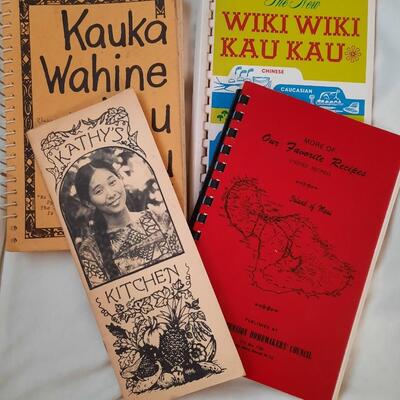 Kauka
Wahine
The New
WIKI WIKI
KAU KAU
CHINESE
CAUCASIAN
KATHY'S
KITCHEN
MORE OF
Our Favorite Recipes
Island of Maui
PUBLISHED BY
HOMEMAKERS' COUNCIL